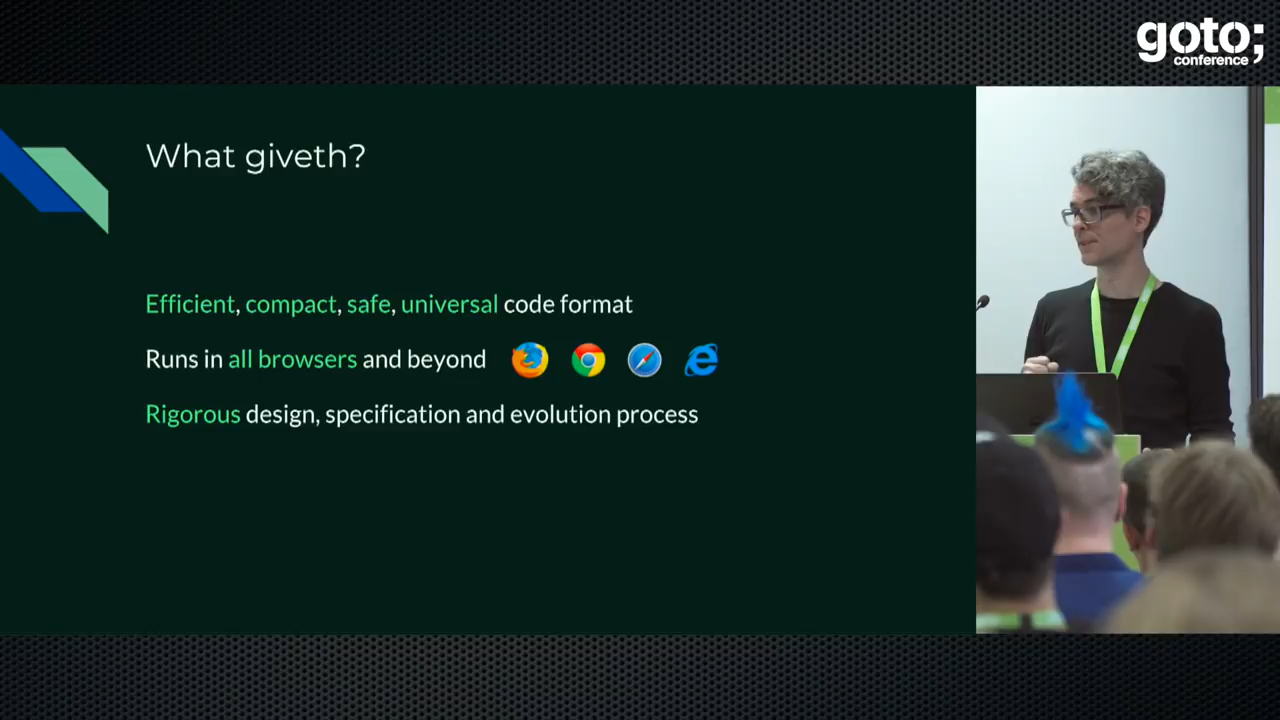 goto;
conference
What giveth?
Efficient, compact, safe, universal code format
Runs in all browsers and beyond
Rigorous design, specification and evolution process